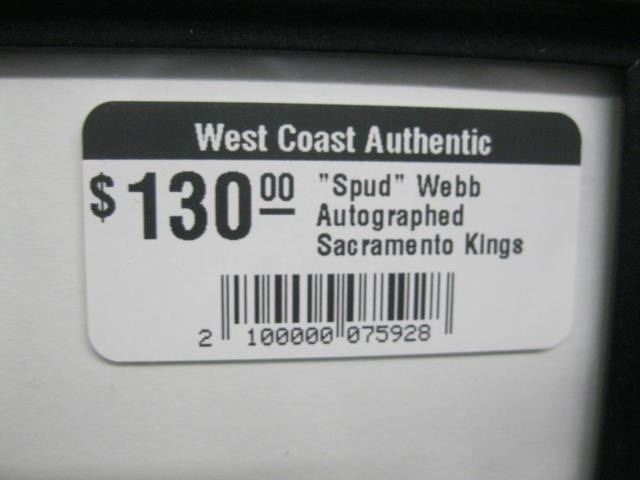 West Coast Authentic
$130 00
"Spud" Webb
Autographed
Sacramento Kings
2 100000 075928